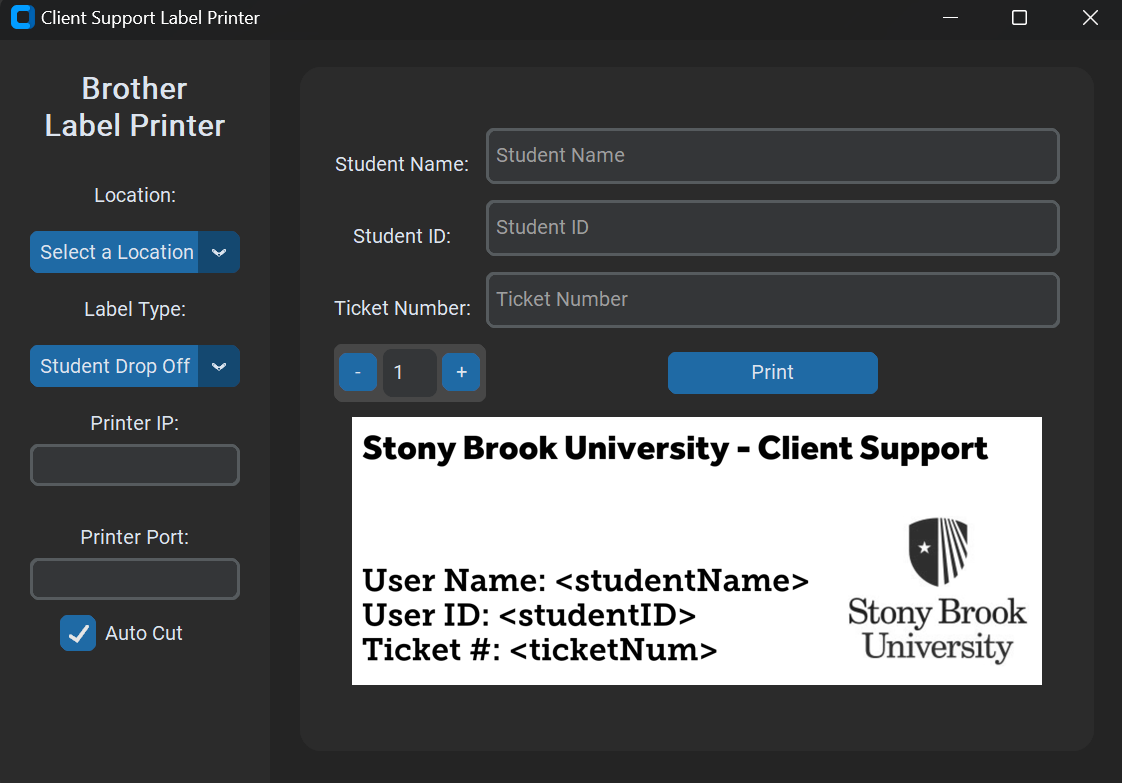 Client Support Label Printer
Brother
Label Printer
Location:
Select a Location
Label Type:
Student Drop Off
Printer IP:
Printer Port:
Auto Cut
Student Name:
Student Name
Student ID:
Student ID
Ticket Number:
Ticket Number
- 1 +
Print
Stony Brook University - Client Support
User Name: <studentName>
User ID: <studentID>
Ticket #: <ticketNum>
Stony Brook
University